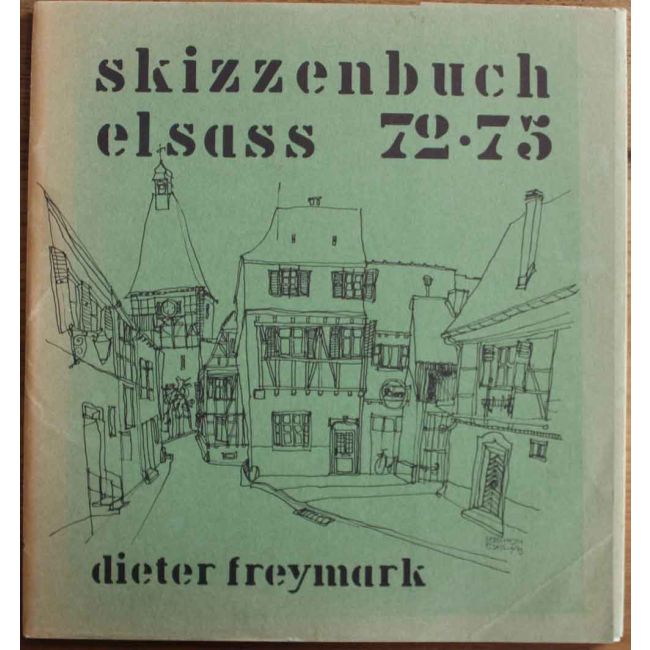 skizzenbuch
elsass 72·75
dieter freymark